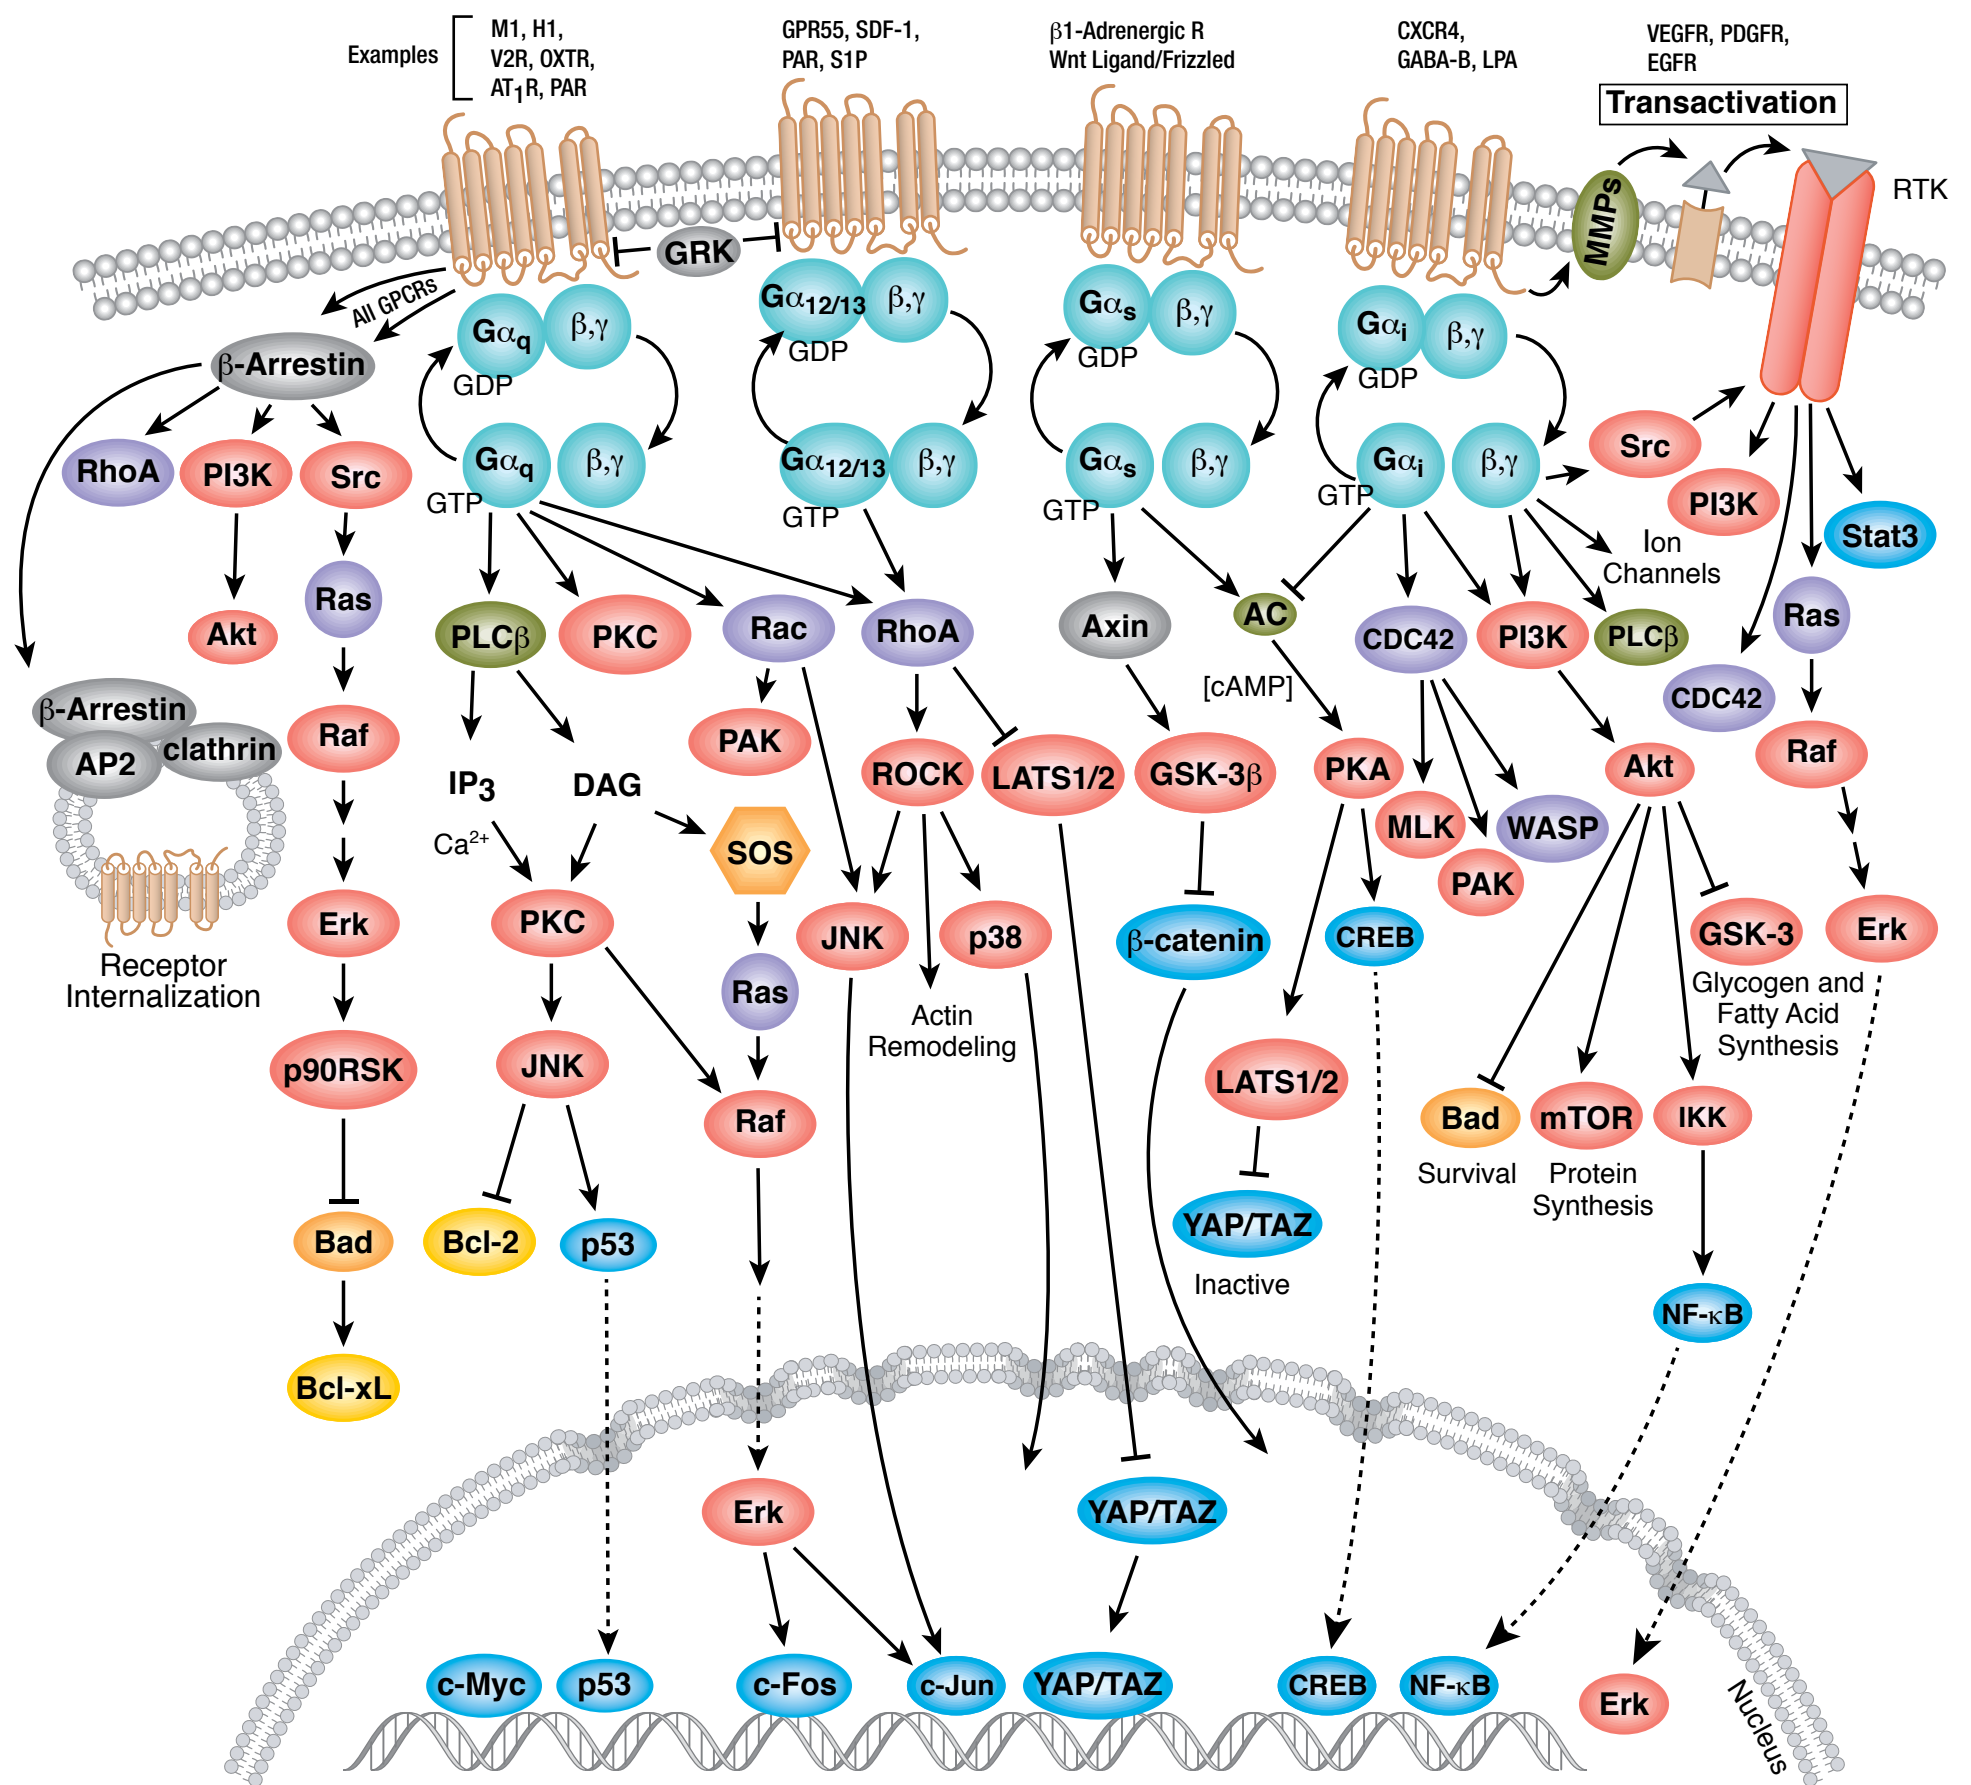 Examples
M1, H1,
V2R, OXTR,
AT1R, PAR
GPR55, SDF-1,
PAR, S1P
β1-Adrenergic R
Wnt Ligand/Frizzled
CXCR4,
GABA-B, LPA
VEGFR, PDGFR,
EGFR
Transactivation
RTK
MMPs
GRK
All GPCRs
β-Arrestin
Gαq
β,γ
GDP
Gα12/13
β,γ
GDP
Gαs
β,γ
GDP
Gαi
β,γ
GDP
RhoA
PI3K
Src
Gαq
β,γ
GTP
Gα12/13
β,γ
GTP
Gαs
β,γ
GTP
Gαi
β,γ
GTP
Src
PI3K
Stat3
Ion
Channels
Akt
Ras
PLCβ
PKC
Rac
RhoA
Axin
AC
CDC42
PI3K
PLCβ
Ras
[cAMP]
CDC42
β-Arrestin
AP2
clathrin
Raf
IP3
DAG
Ca2+
PAK
ROCK
LATS1/2
GSK-3β
PKA
MLK
PAK
WASP
Akt
Raf
SOS
Receptor
Internalization
Erk
PKC
JNK
p38
β-catenin
CREB
GSK-3
Glycogen and
Fatty Acid
Synthesis
Erk
Ras
Actin
Remodeling
p90RSK
JNK
Raf
LATS1/2
Bad
Survival
mTOR
Protein
Synthesis
IKK
Bad
Bcl-2
p53
YAP/TAZ
Inactive
NF-κB
Bcl-xL
Erk
YAP/TAZ
c-Myc
p53
c-Fos
c-Jun
YAP/TAZ
CREB
NF-κB
Erk
Nucleus